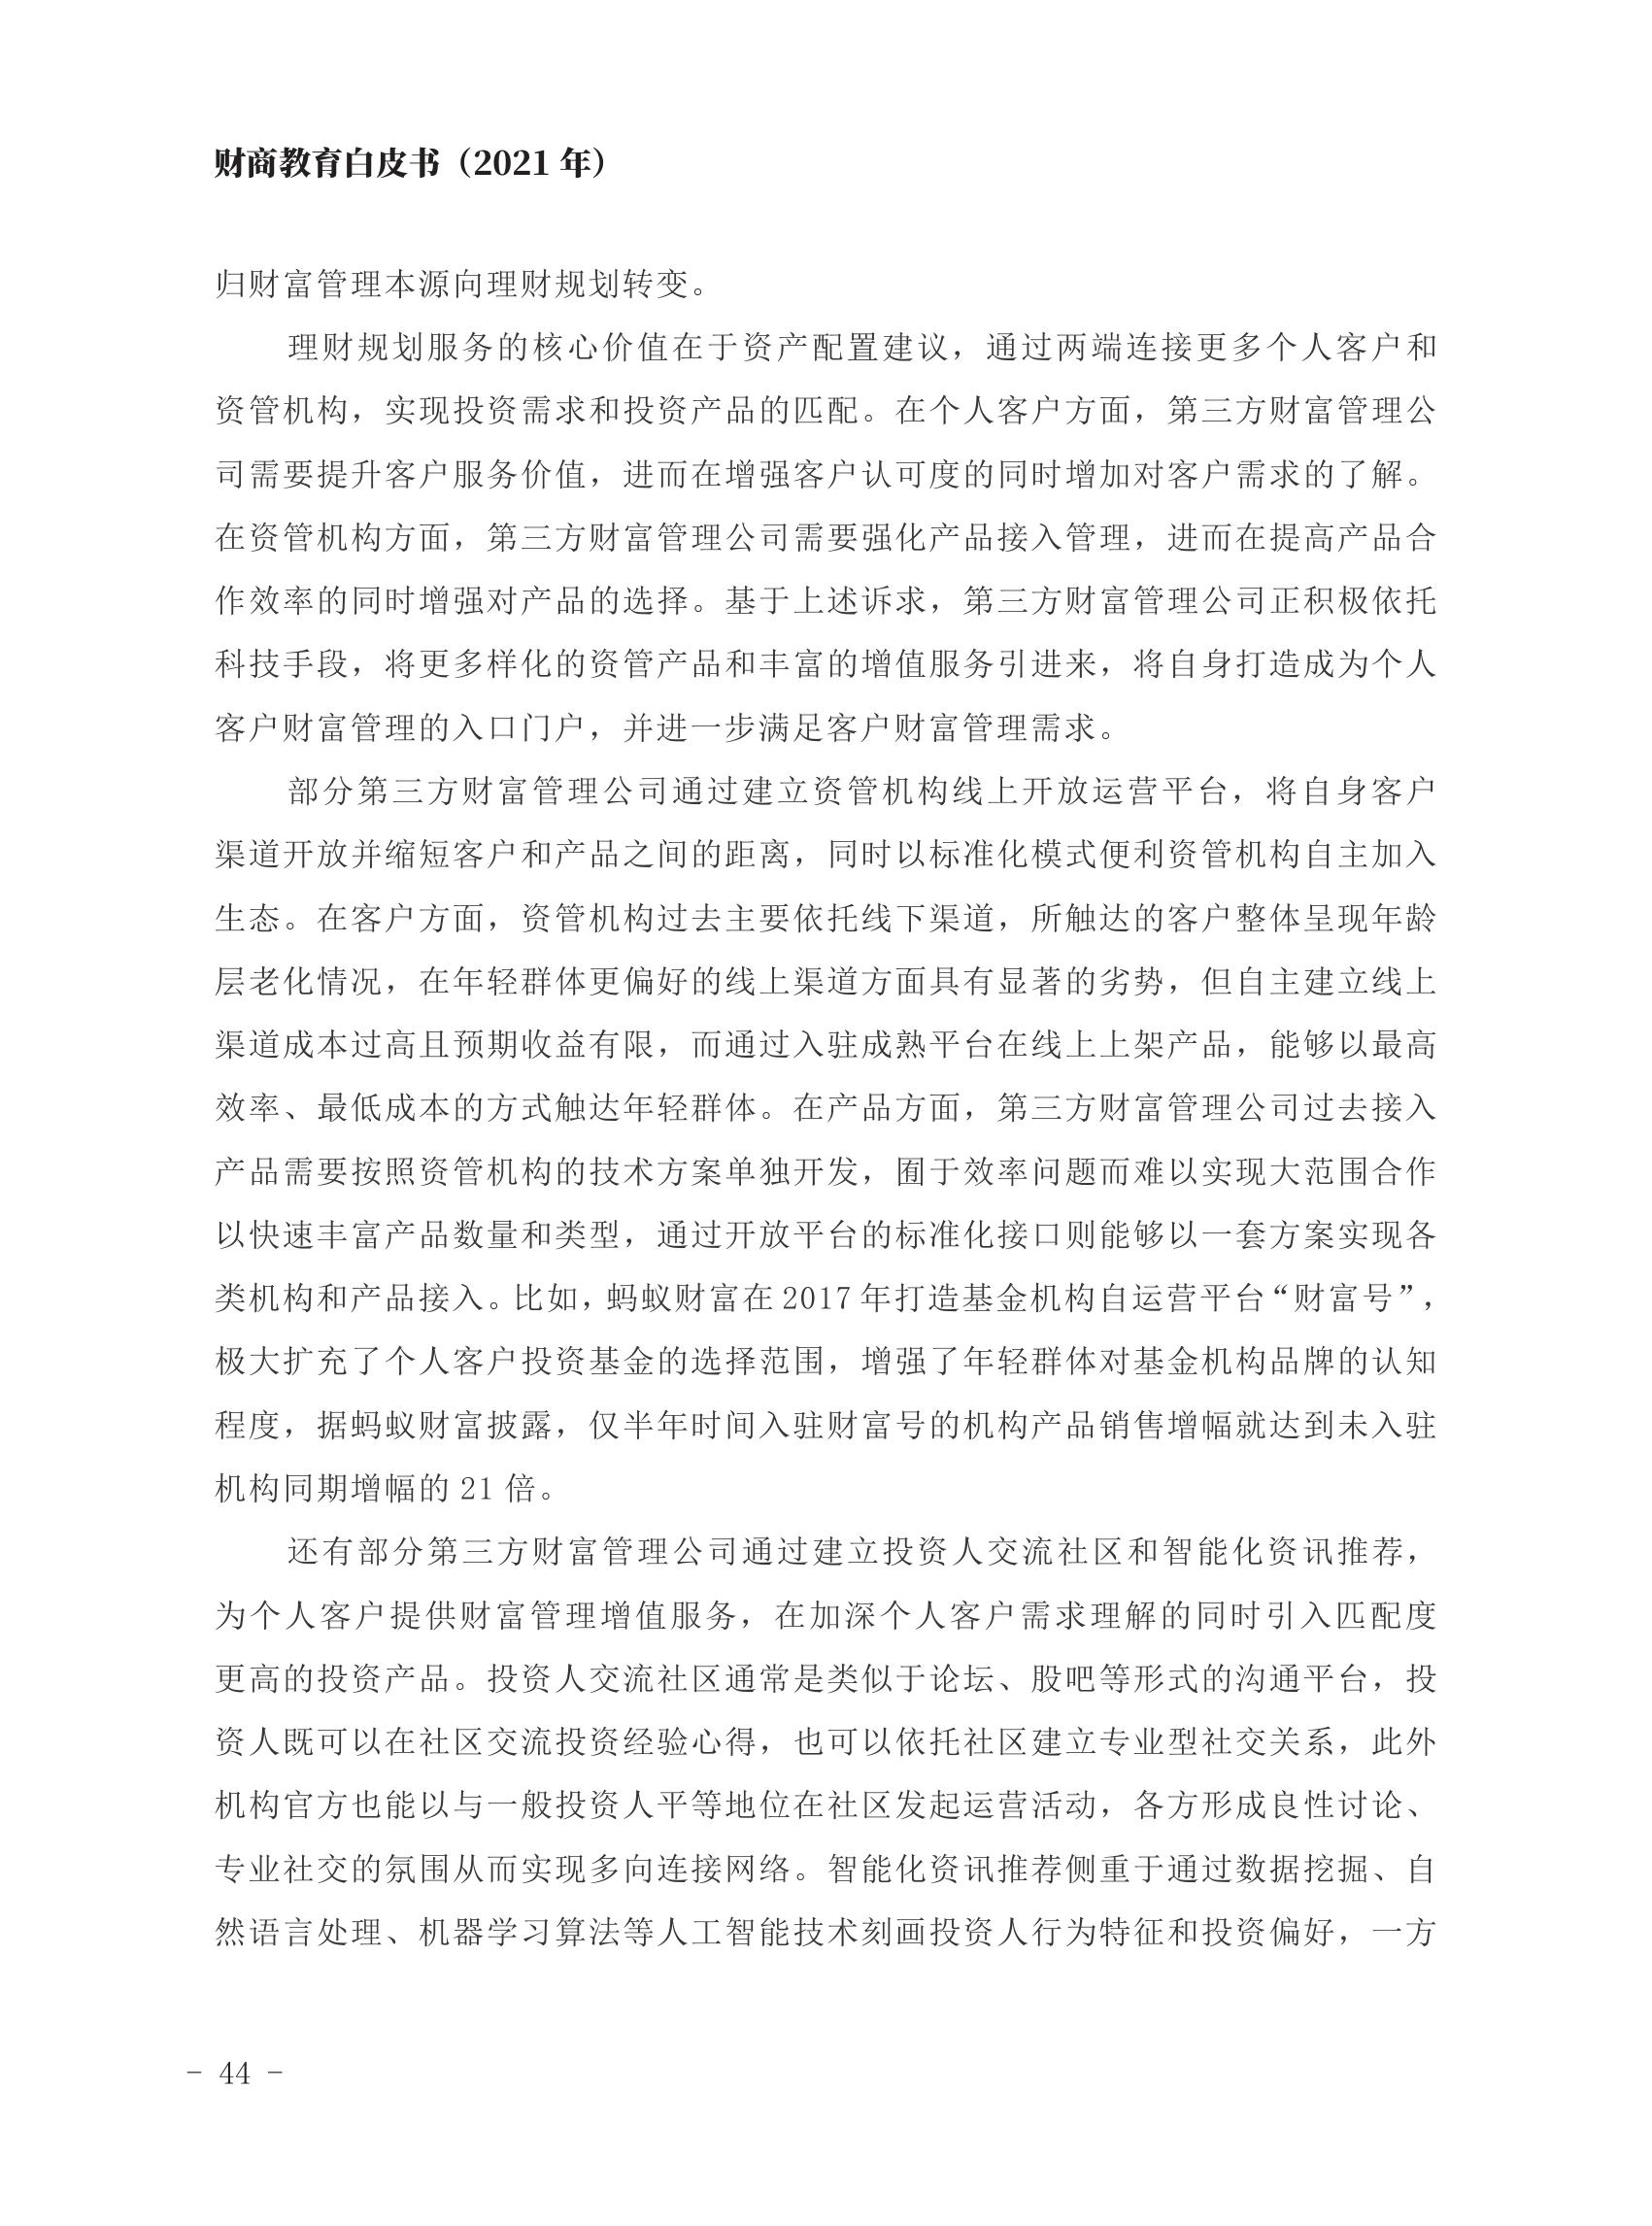 财商教育白皮书（2021 年）
归财富管理本源向理财规划转变。
理财规划服务的核心价值在于资产配置建议，通过两端连接更多个人客户和
资管机构，实现投资需求和投资产品的匹配。在个人客户方面，第三方财富管理公
司需要提升客户服务价值，进而在增强客户认可度的同时增加对客户需求的了解。
在资管机构方面，第三方财富管理公司需要强化产品接入管理，进而在提高产品合
作效率的同时增强对产品的选择。基于上述诉求，第三方财富管理公司正积极依托
科技手段，将更多样化的资管产品和丰富的增值服务引进来，将自身打造成为个人
客户财富管理的入口门户，并进一步满足客户财富管理需求。
部分第三方财富管理公司通过建立资管机构线上开放运营平台，将自身客户
渠道开放并缩短客户和产品之间的距离，同时以标准化模式便利资管机构自主加入
生态。在客户方面，资管机构过去主要依托线下渠道，所触达的客户整体呈现年龄
层老化情况，在年轻群体更偏好的线上渠道方面具有显著的劣势，但自主建立线上
渠道成本过高且预期收益有限，而通过入驻成熟平台在线上上架产品，能够以最高
效率、最低成本的方式触达年轻群体。在产品方面，第三方财富管理公司过去接入
产品需要按照资管机构的技术方案单独开发，囿于效率问题而难以实现大范围合作
以快速丰富产品数量和类型，通过开放平台的标准化接口则能够以一套方案实现各
类机构和产品接入。比如，蚂蚁财富在 2017 年打造基金机构自运营平台“财富号”，
极大扩充了个人客户投资基金的选择范围，增强了年轻群体对基金机构品牌的认知
程度，据蚂蚁财富披露，仅半年时间入驻财富号的机构产品销售增幅就达到未入驻
机构同期增幅的 21 倍。
还有部分第三方财富管理公司通过建立投资人交流社区和智能化资讯推荐，
为个人客户提供财富管理增值服务，在加深个人客户需求理解的同时引入匹配度
更高的投资产品。投资人交流社区通常是类似于论坛、股吧等形式的沟通平台，投
资人既可以在社区交流投资经验心得，也可以依托社区建立专业型社交关系，此外
机构官方也能以与一般投资人平等地位在社区发起运营活动，各方形成良性讨论、
专业社交的氛围从而实现多向连接网络。智能化资讯推荐侧重于通过数据挖掘、自
然语言处理、机器学习算法等人工智能技术刻画投资人行为特征和投资偏好，一方
- 44 -